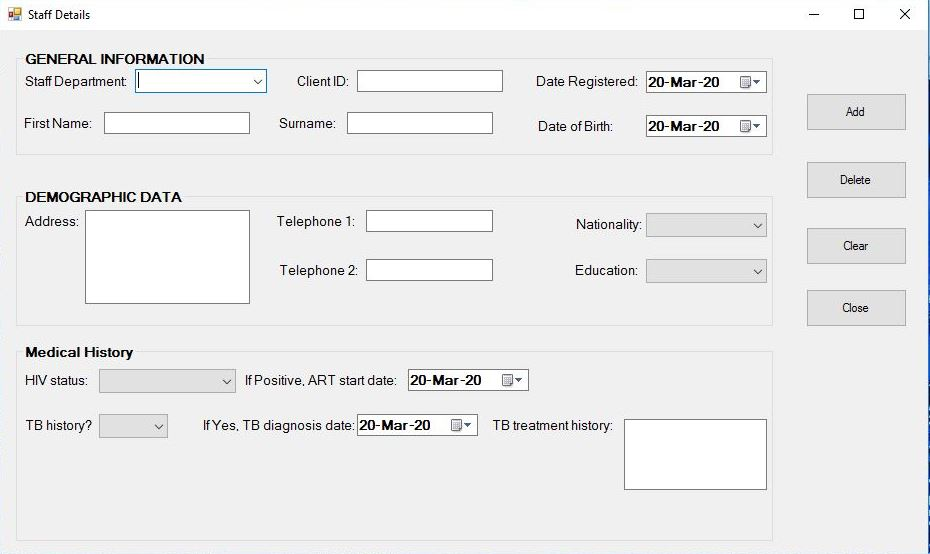 Staff Details
GENERAL INFORMATION
Staff Department: Client ID: Date Registered: 20-Mar-20
Add
First Name: Surname: Date of Birth: 20-Mar-20
Delete
DEMOGRAPHIC DATA
Address: Telephone 1: Nationality:
Clear
Telephone 2: Education:
Close
Medical History
HIV status: If Positive, ART start date: 20-Mar-20
TB history? If Yes, TB diagnosis date: 20-Mar-20 TB treatment history: